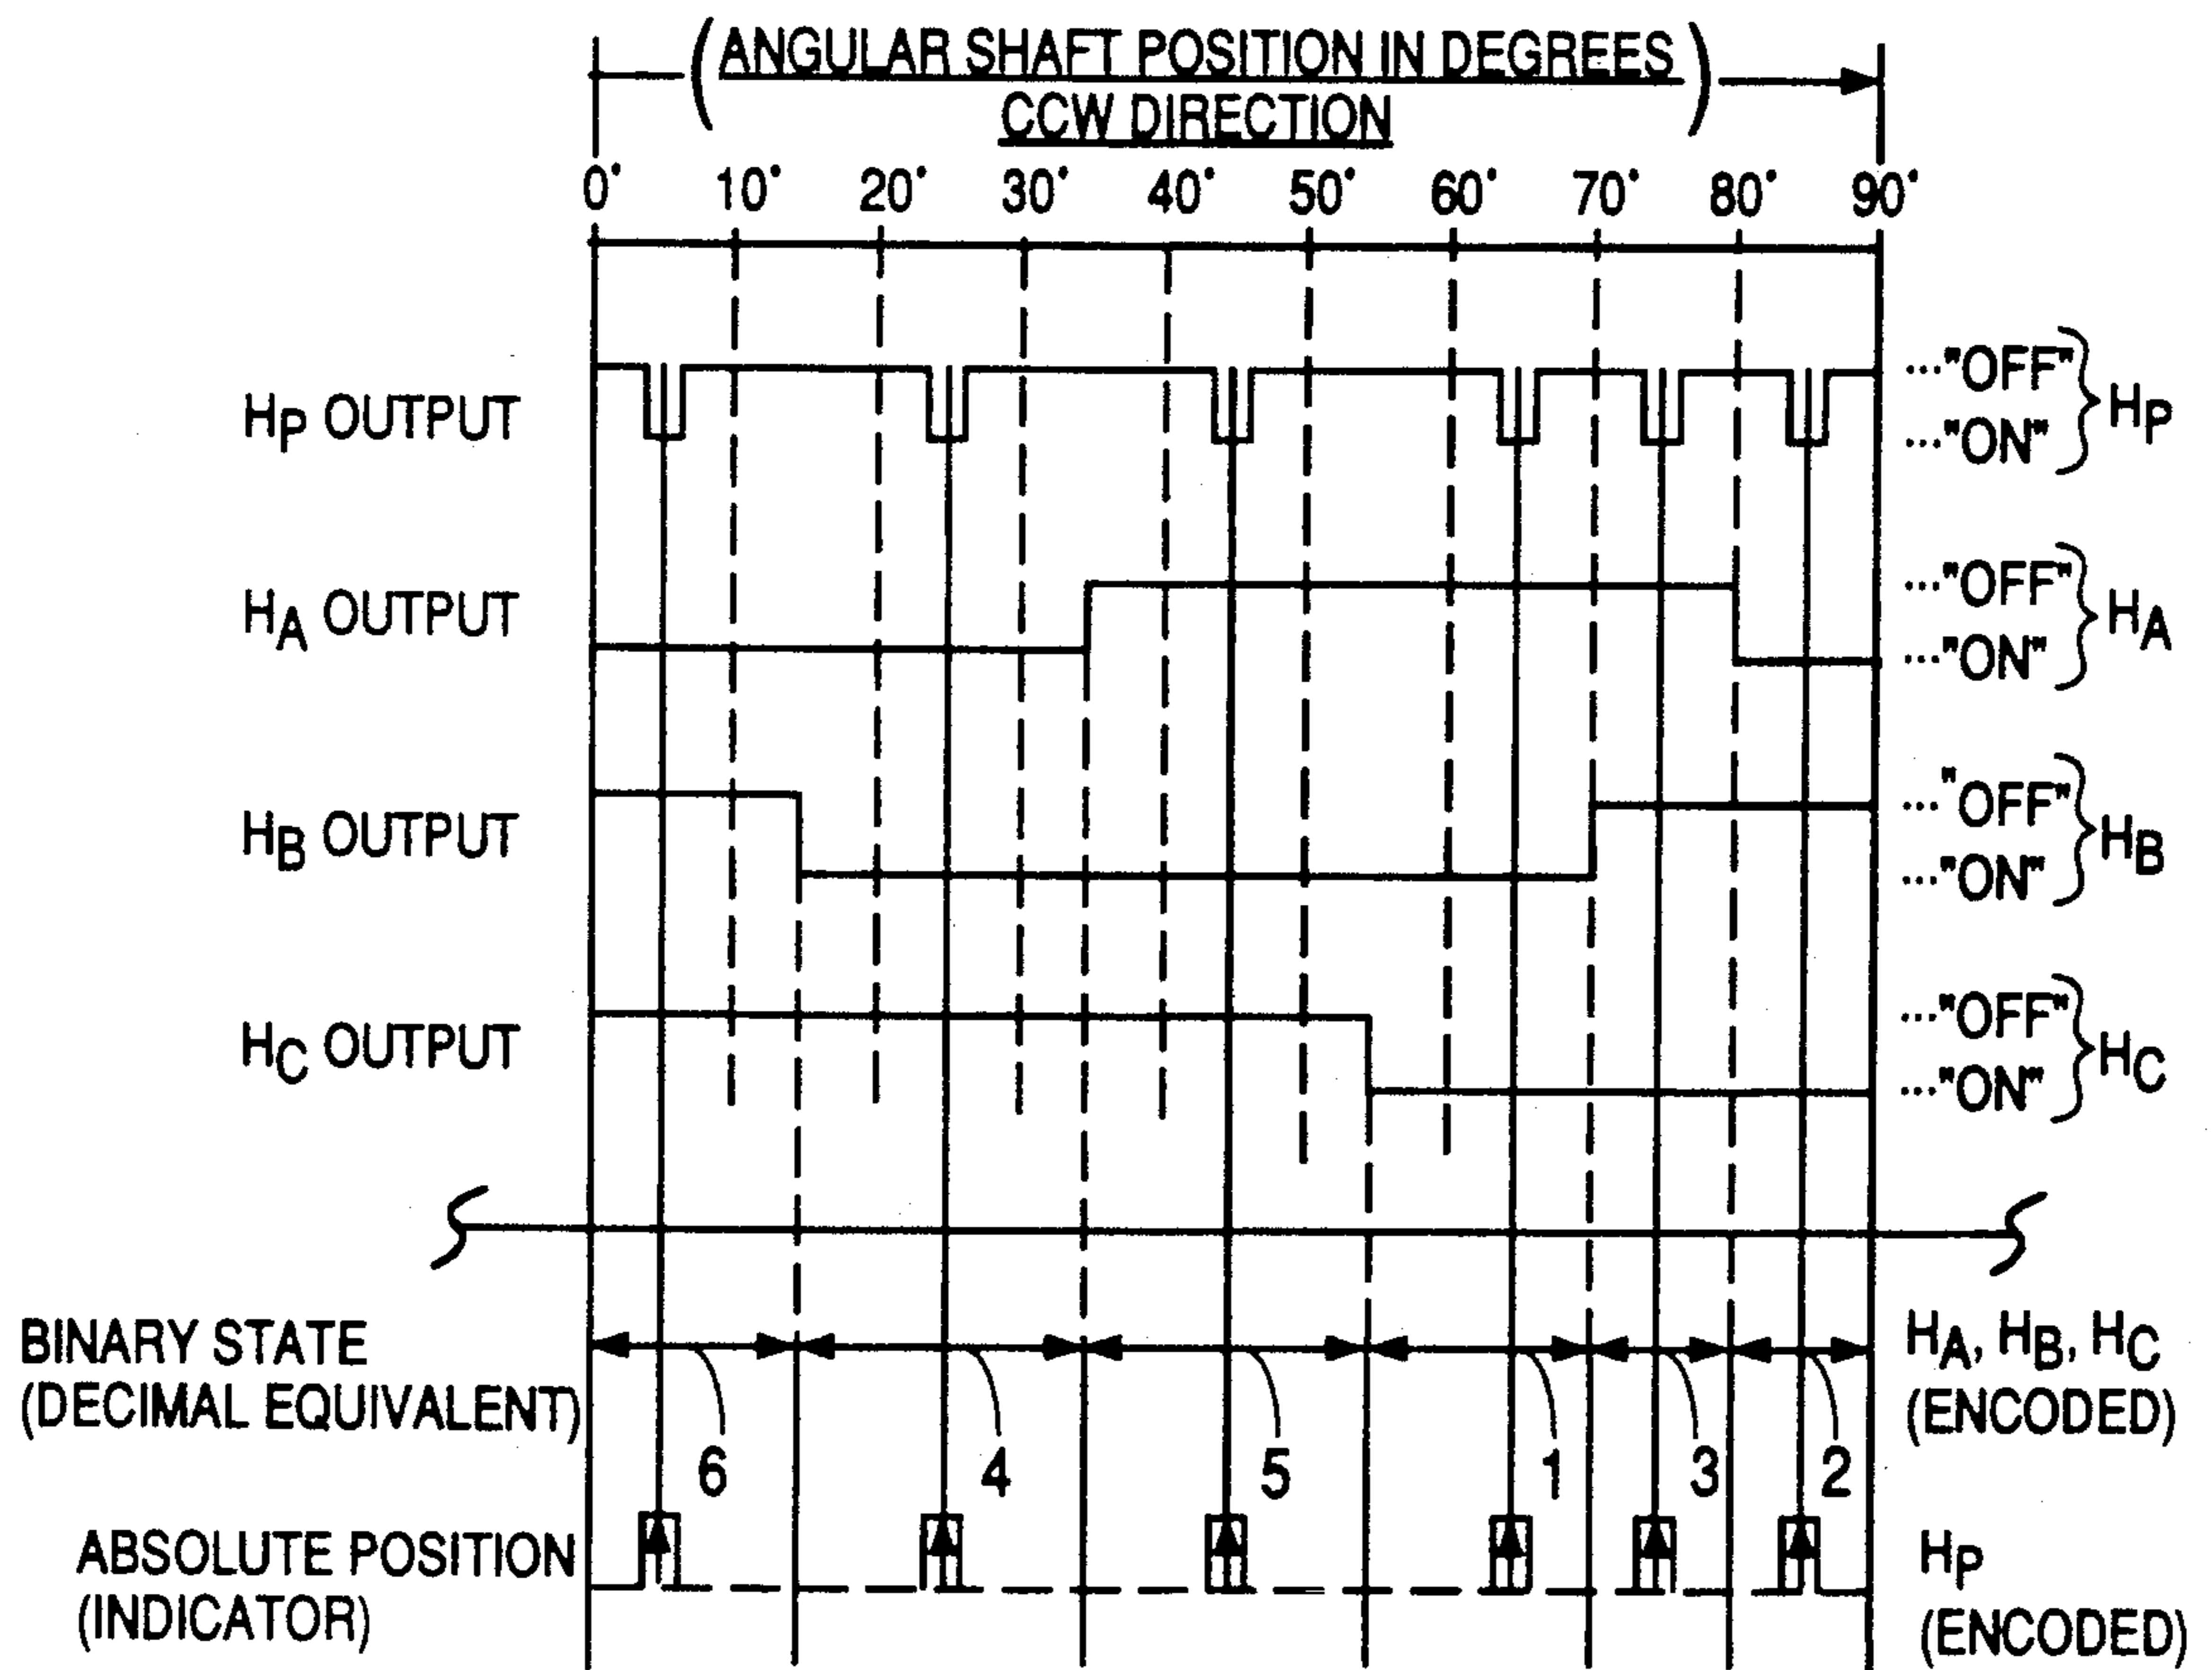 (ANGULAR SHAFT POSITION IN DEGREES)
CCW DIRECTION
0° 10° 20° 30° 40° 50° 60° 70° 80° 90°
HP OUTPUT
..."OFF"
..."ON"
HP
HA OUTPUT
..."OFF"
..."ON"
HA
HB OUTPUT
..."OFF"
..."ON"
HB
HC OUTPUT
..."OFF"
..."ON"
HC
BINARY STATE
(DECIMAL EQUIVALENT)
6 4 5 1 3 2
HA, HB, HC
(ENCODED)
ABSOLUTE POSITION
(INDICATOR)
HP
(ENCODED)